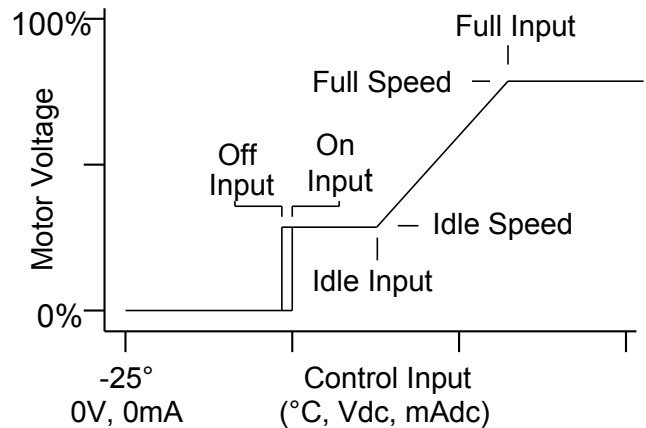 100%
Full Input
Full Speed
Off
Input
On
Input
Motor Voltage
Idle Speed
Idle Input
0%
-25°
0V, 0mA
Control Input
(°C, Vdc, mAdc)